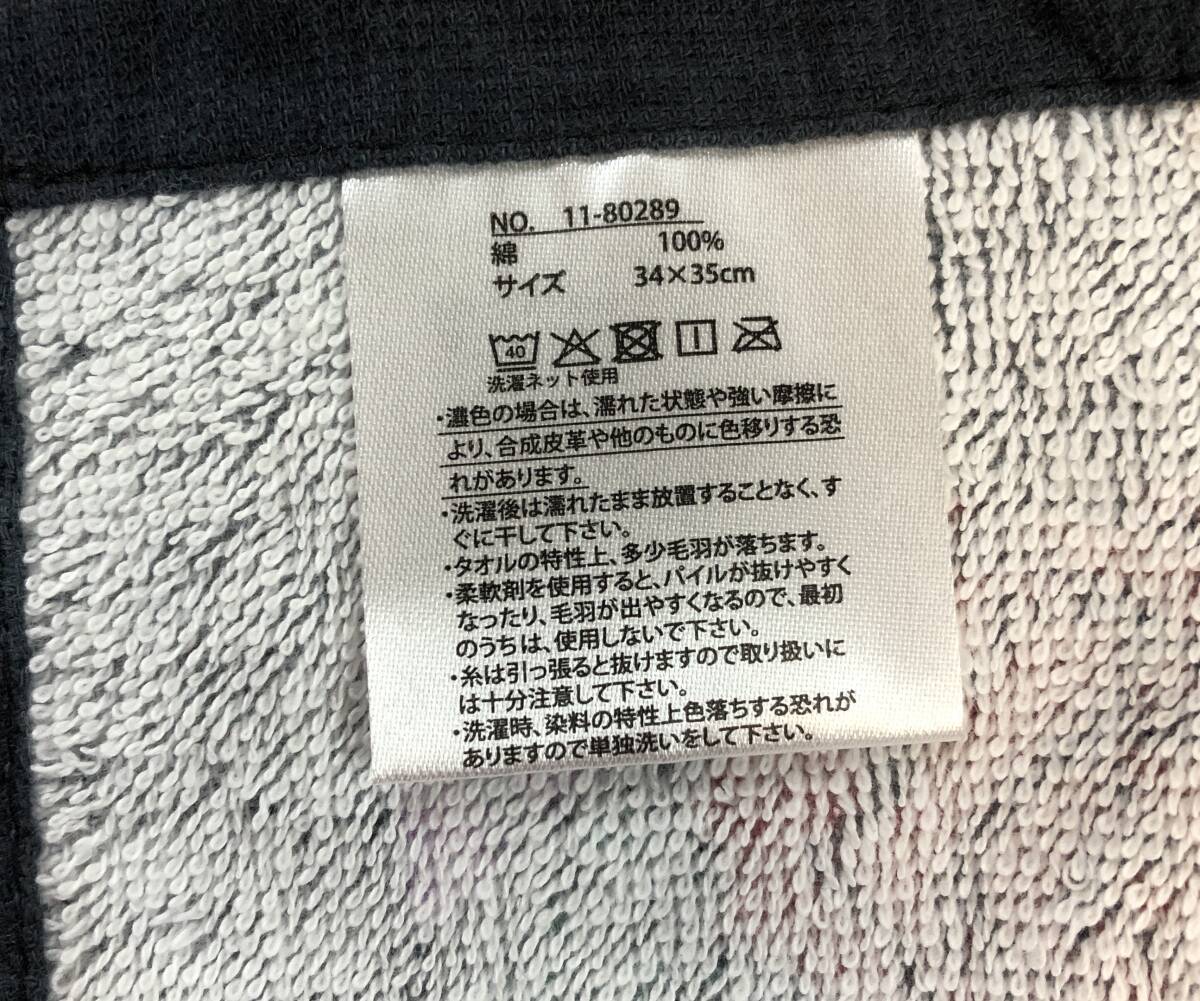 NO. 11-80289
綿 100%
サイズ 34×35cm
40
洗濯ネット使用
・濃色の場合は、濡れた状態や強い摩擦に
より、合成皮革や他のものに色移りする恐
れがあります。
・洗濯後は濡れたまま放置することなく、す
ぐに干して下さい。
・タオルの特性上、多少毛羽が落ちます。
・柔軟剤を使用すると、パイルが抜けやすく
なったり、毛羽が出やすくなるので、最初
のうちは、使用しないで下さい。
・糸は引っ張ると抜けますので取り扱いに
は十分注意して下さい。
・洗濯時、染料の特性上色落ちする恐れが
ありますので単独洗いをして下さい。